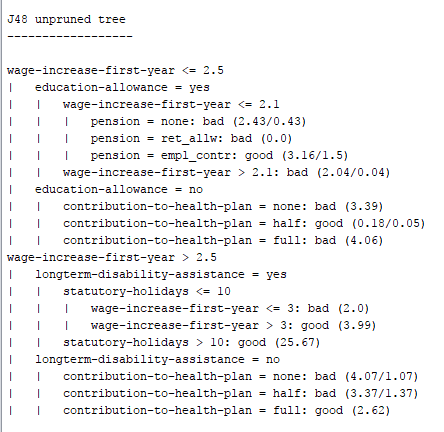 J48 unpruned tree
------------------
wage-increase-first-year <= 2.5
|   education-allowance = yes
|   |   wage-increase-first-year <= 2.1
|   |   |   pension = none: bad (2.43/0.43)
|   |   |   pension = ret_allw: bad (0.0)
|   |   |   pension = empl_contr: good (3.16/1.5)
|   |   wage-increase-first-year > 2.1: bad (2.04/0.04)
|   education-allowance = no
|   |   contribution-to-health-plan = none: bad (3.39)
|   |   contribution-to-health-plan = half: good (0.18/0.05)
|   |   contribution-to-health-plan = full: bad (4.06)
wage-increase-first-year > 2.5
|   longterm-disability-assistance = yes
|   |   statutory-holidays <= 10
|   |   |   wage-increase-first-year <= 3: bad (2.0)
|   |   |   wage-increase-first-year > 3: good (3.99)
|   |   statutory-holidays > 10: good (25.67)
|   longterm-disability-assistance = no
|   |   contribution-to-health-plan = none: bad (4.07/1.07)
|   |   contribution-to-health-plan = half: bad (3.37/1.37)
|   |   contribution-to-health-plan = full: good (2.62)